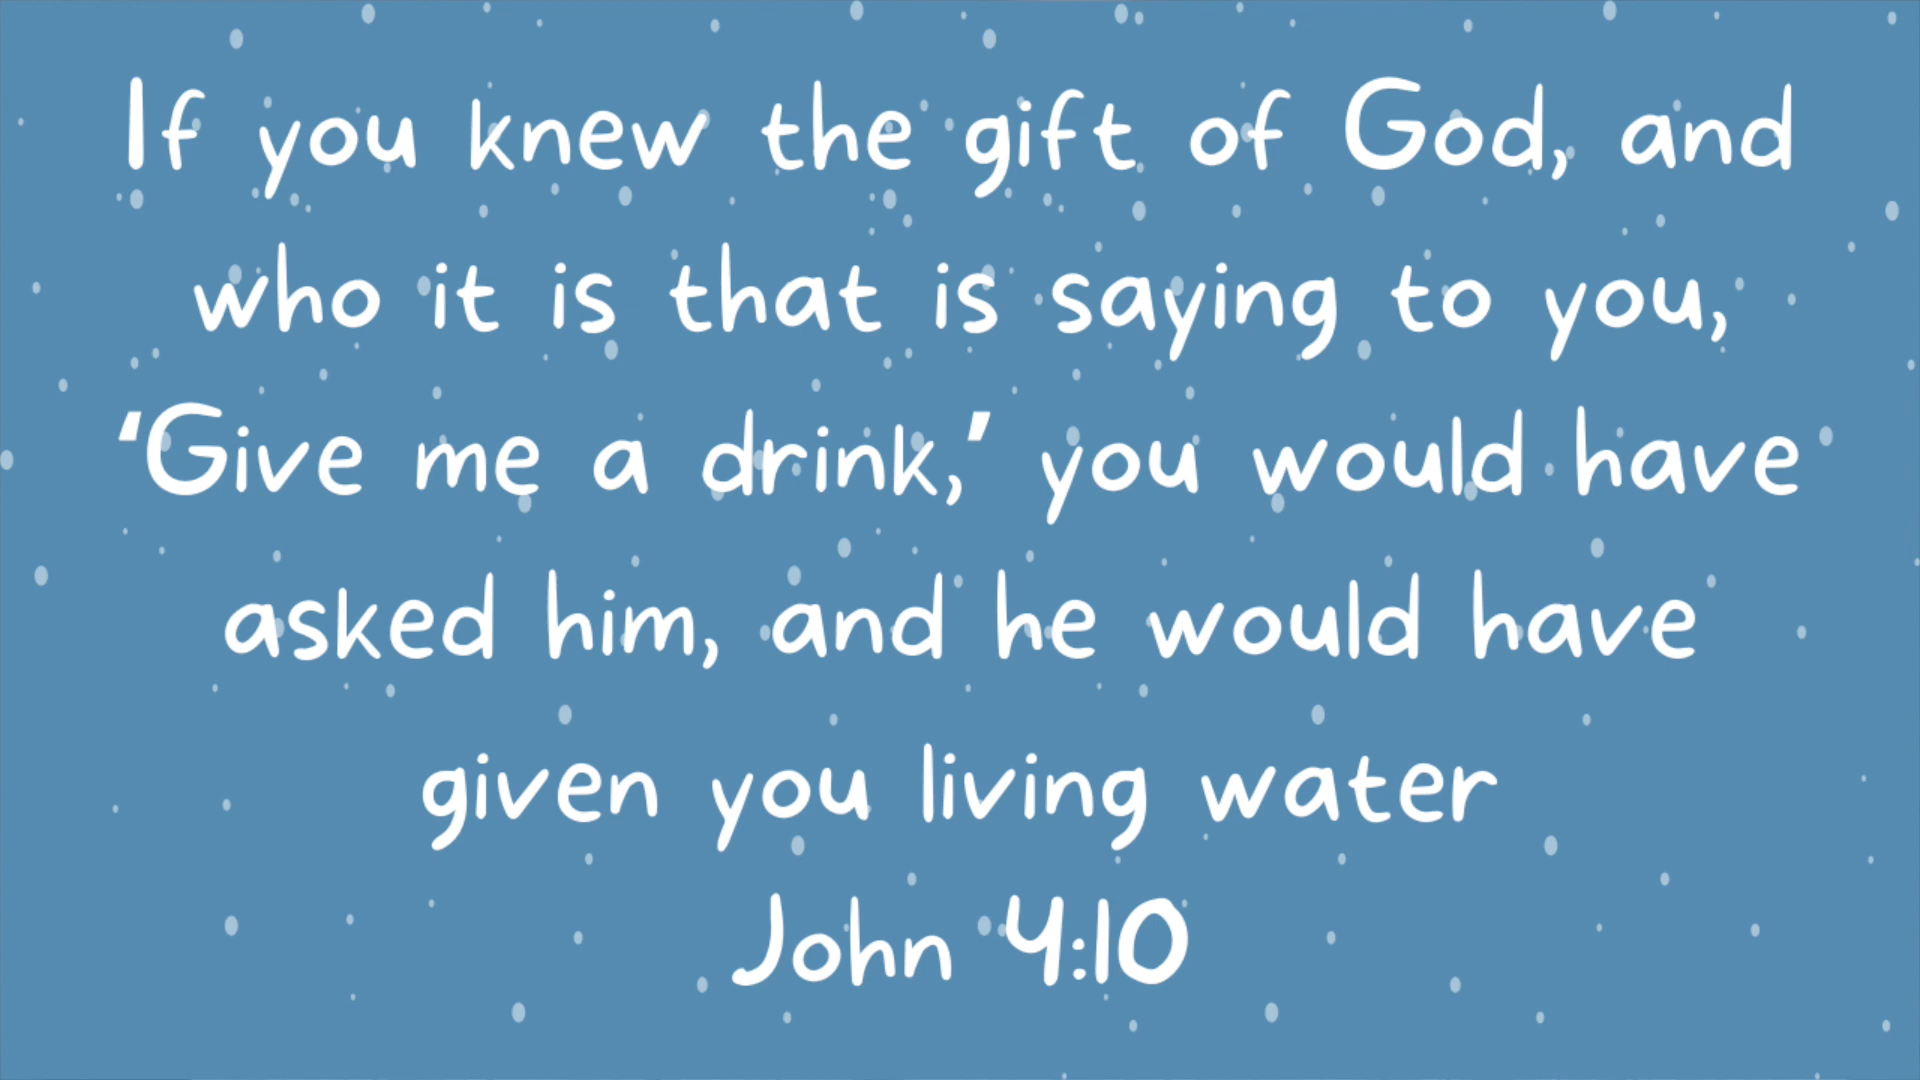 If you knew the gift of God, and
who it is that is saying to you,
‘Give me a drink,’ you would have
asked him, and he would have
given you living water
John 4:10